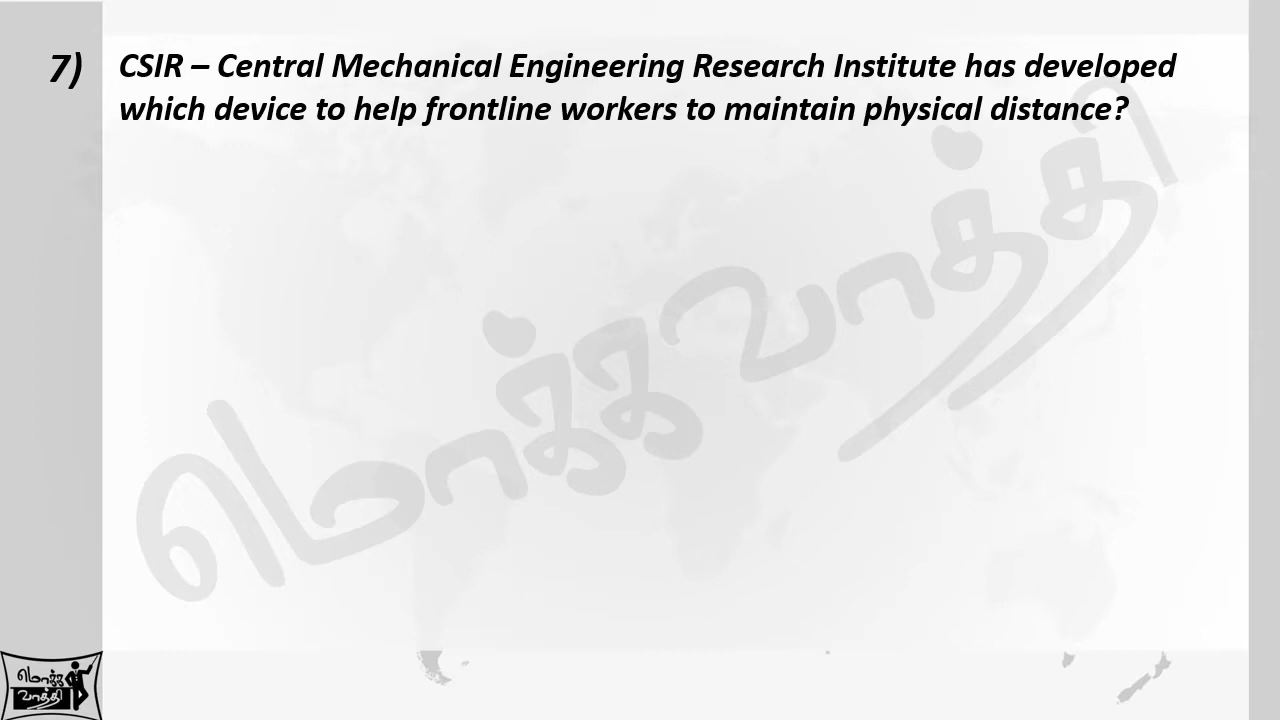 7) CSIR – Central Mechanical Engineering Research Institute has developed
which device to help frontline workers to maintain physical distance?
மொக்க வாத்தி
மொக்க
வாத்தி